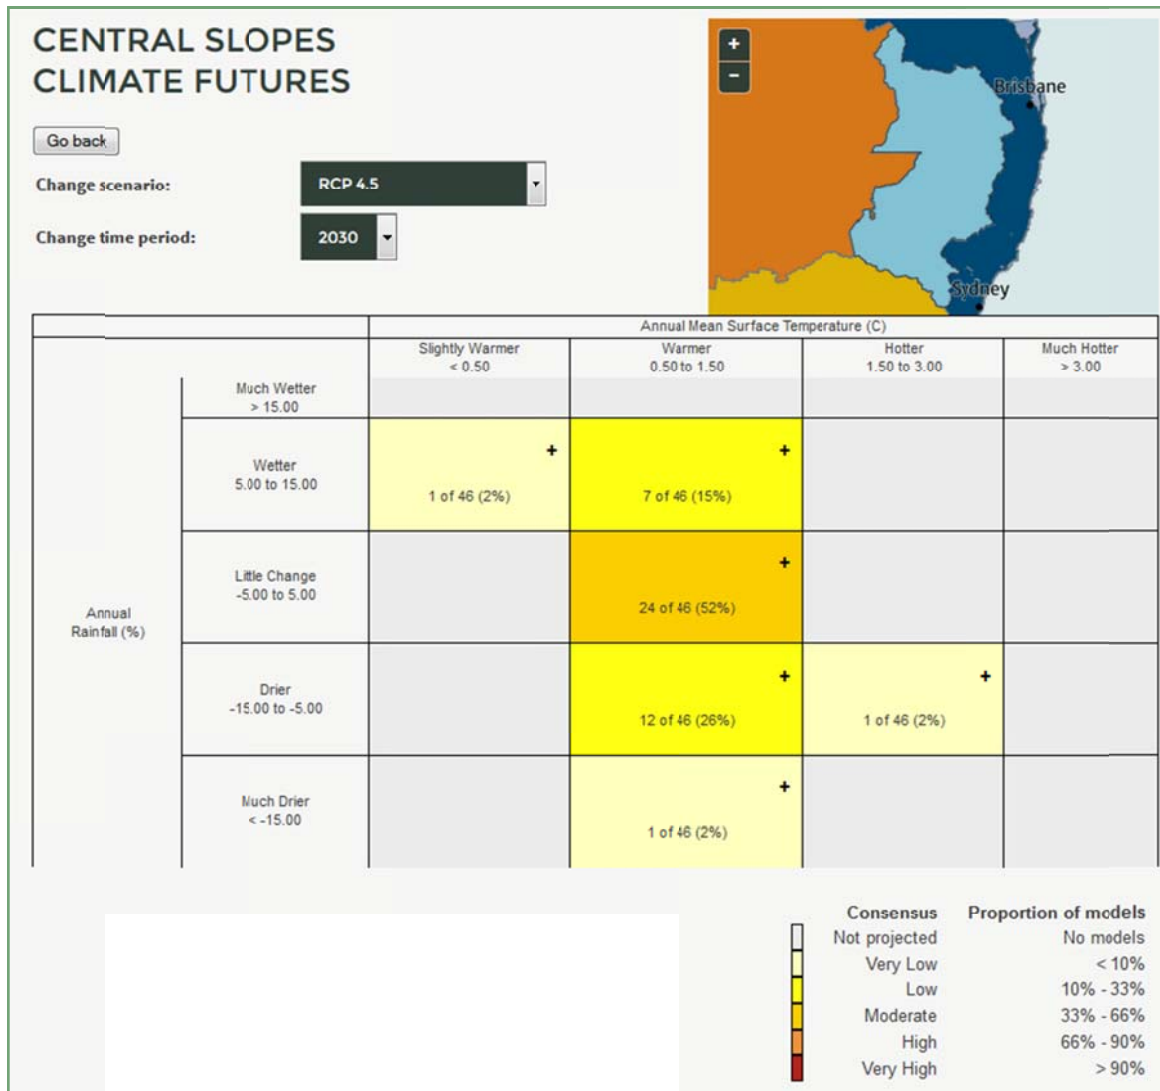 CENTRAL SLOPES
CLIMATE FUTURES
+
-
Brisbane
Sydney
Go back
Change scenario:
RCP 4.5
Change time period:
2030
Annual Mean Surface Temperature (C)
Slightly Warmer
< 0.50
Warmer
0.50 to 1.50
Hotter
1.50 to 3.00
Much Hotter
> 3.00
Annual
Rainfall (%)
Much Wetter
> 15.00
Wetter
5.00 to 15.00
+
1 of 46 (2%)
+
7 of 46 (15%)
Little Change
-5.00 to 5.00
+
24 of 46 (52%)
Drier
-15.00 to -5.00
+
12 of 46 (26%)
+
1 of 46 (2%)
Much Drier
< -15.00
+
1 of 46 (2%)
Consensus Proportion of models
Not projected No models
Very Low < 10%
Low 10% - 33%
Moderate 33% - 66%
High 66% - 90%
Very High > 90%